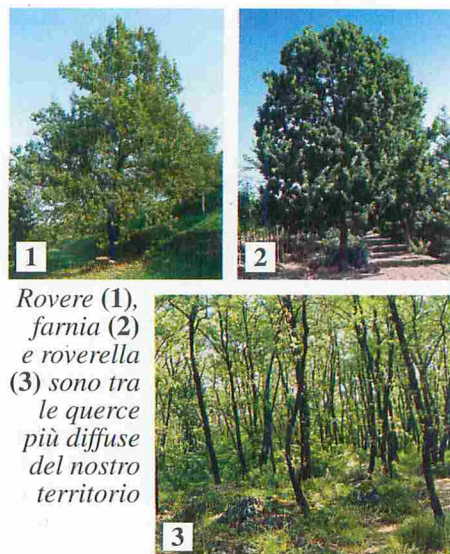 1
2
Rovere (1),
farnia (2)
e roverella
(3) sono tra
le querce
più diffuse
del nostro
territorio
3